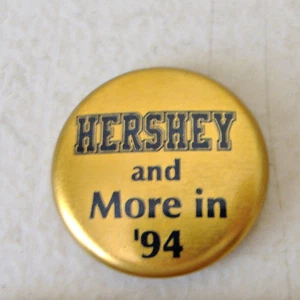 HERSHEY
and
More in
'94